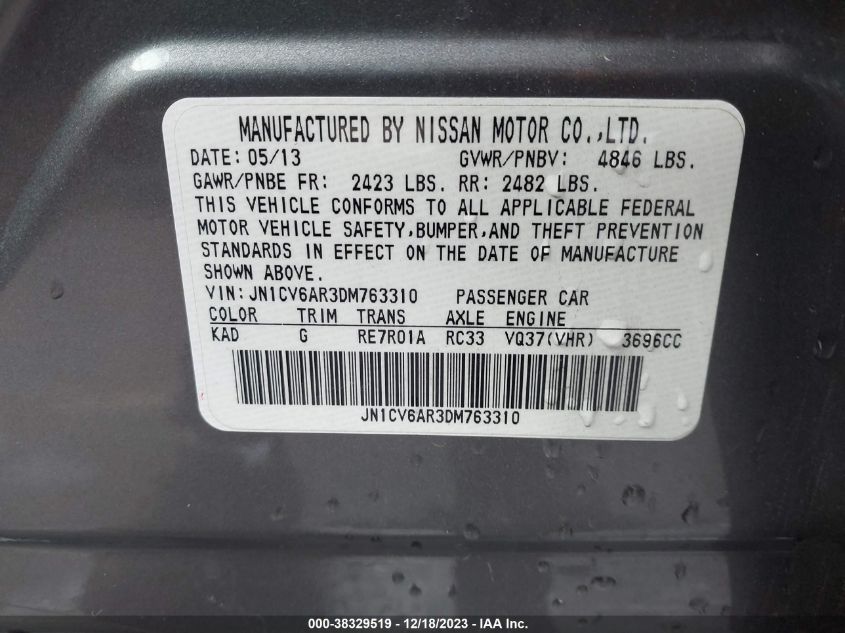 MANUFACTURED BY NISSAN MOTOR CO.,LTD.
DATE: 05/13 GVWR/PNBV: 4846 LBS.
GAWR/PNBE FR: 2423 LBS. RR: 2482 LBS.
THIS VEHICLE CONFORMS TO ALL APPLICABLE FEDERAL
MOTOR VEHICLE SAFETY,BUMPER,AND THEFT PREVENTION
STANDARDS IN EFFECT ON THE DATE OF MANUFACTURE
SHOWN ABOVE.
VIN:JN1CV6AR3DM763310 PASSENGER CAR
COLOR TRIM TRANS AXLE ENGINE
KAD G RE7R01A RC33 VQ37(VHR) 3696CC
JN1CV6AR3DM763310
000-38329519 - 12/18/2023 - IAA Inc.